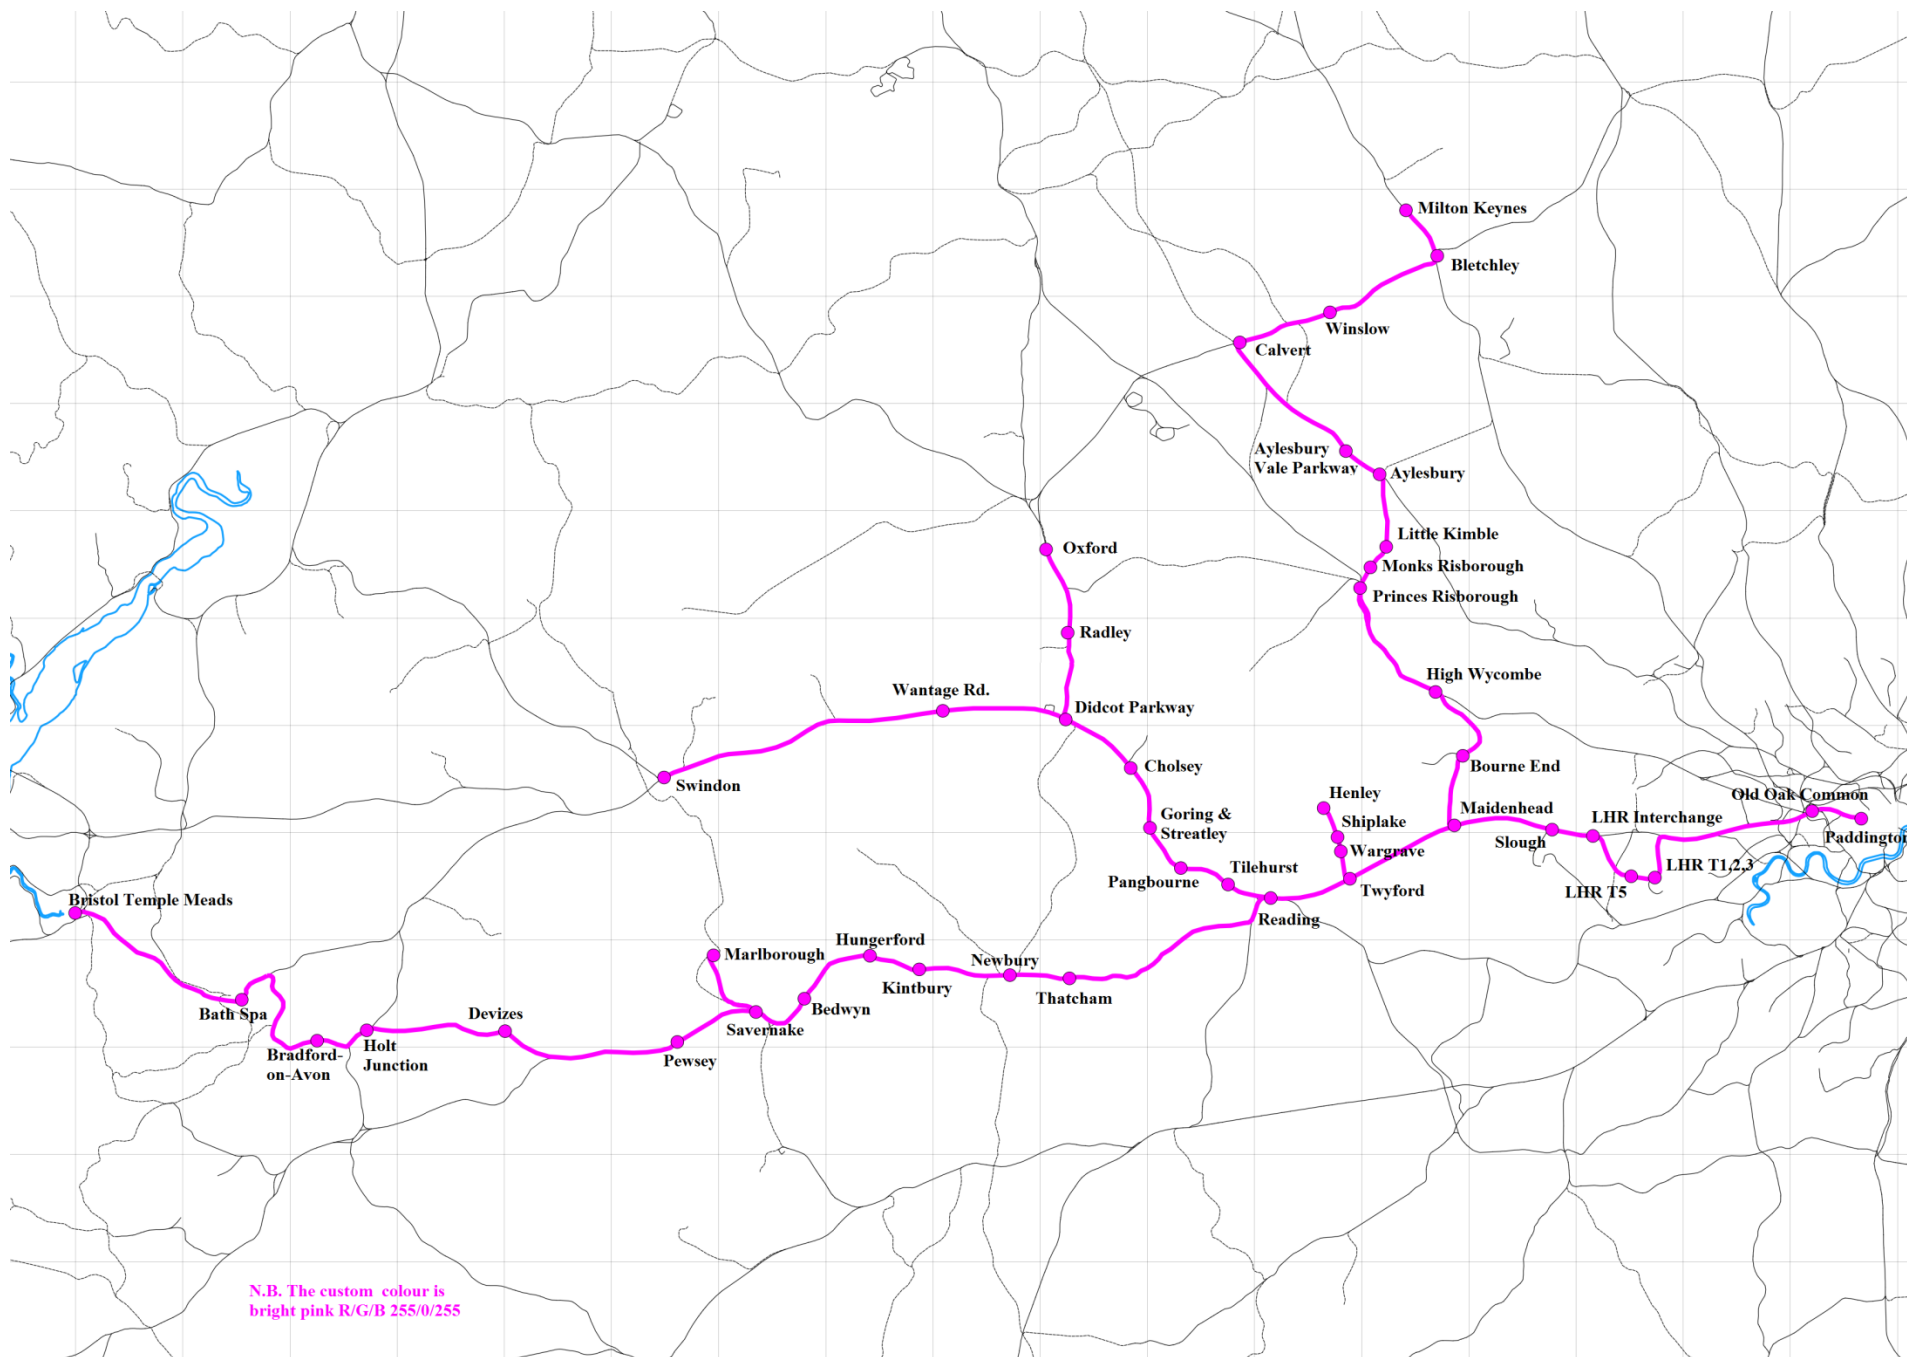 Milton Keynes
Bletchley
Winslow
Calvert
Aylesbury
Vale Parkway
Aylesbury
Little Kimble
Oxford
Monks Risborough
Princes Risborough
Radley
High Wycombe
Wantage Rd.
Didcot Parkway
Cholsey
Bourne End
Swindon
Henley
Old Oak Common
Maidenhead
Goring &
Streatley
Shiplake
LHR Interchange
Slough
Paddington
Wargrave
Tilehurst
LHR T1,2,3
Pangbourne
Twyford
LHR T5
Bristol Temple Meads
Reading
Hungerford
Marlborough
Newbury
Kintbury
Thatcham
Bedwyn
Bath Spa
Devizes
Savernake
Holt
Junction
Bradford-
on-Avon
Pewsey
N.B. The custom colour is
bright pink R/G/B 255/0/255